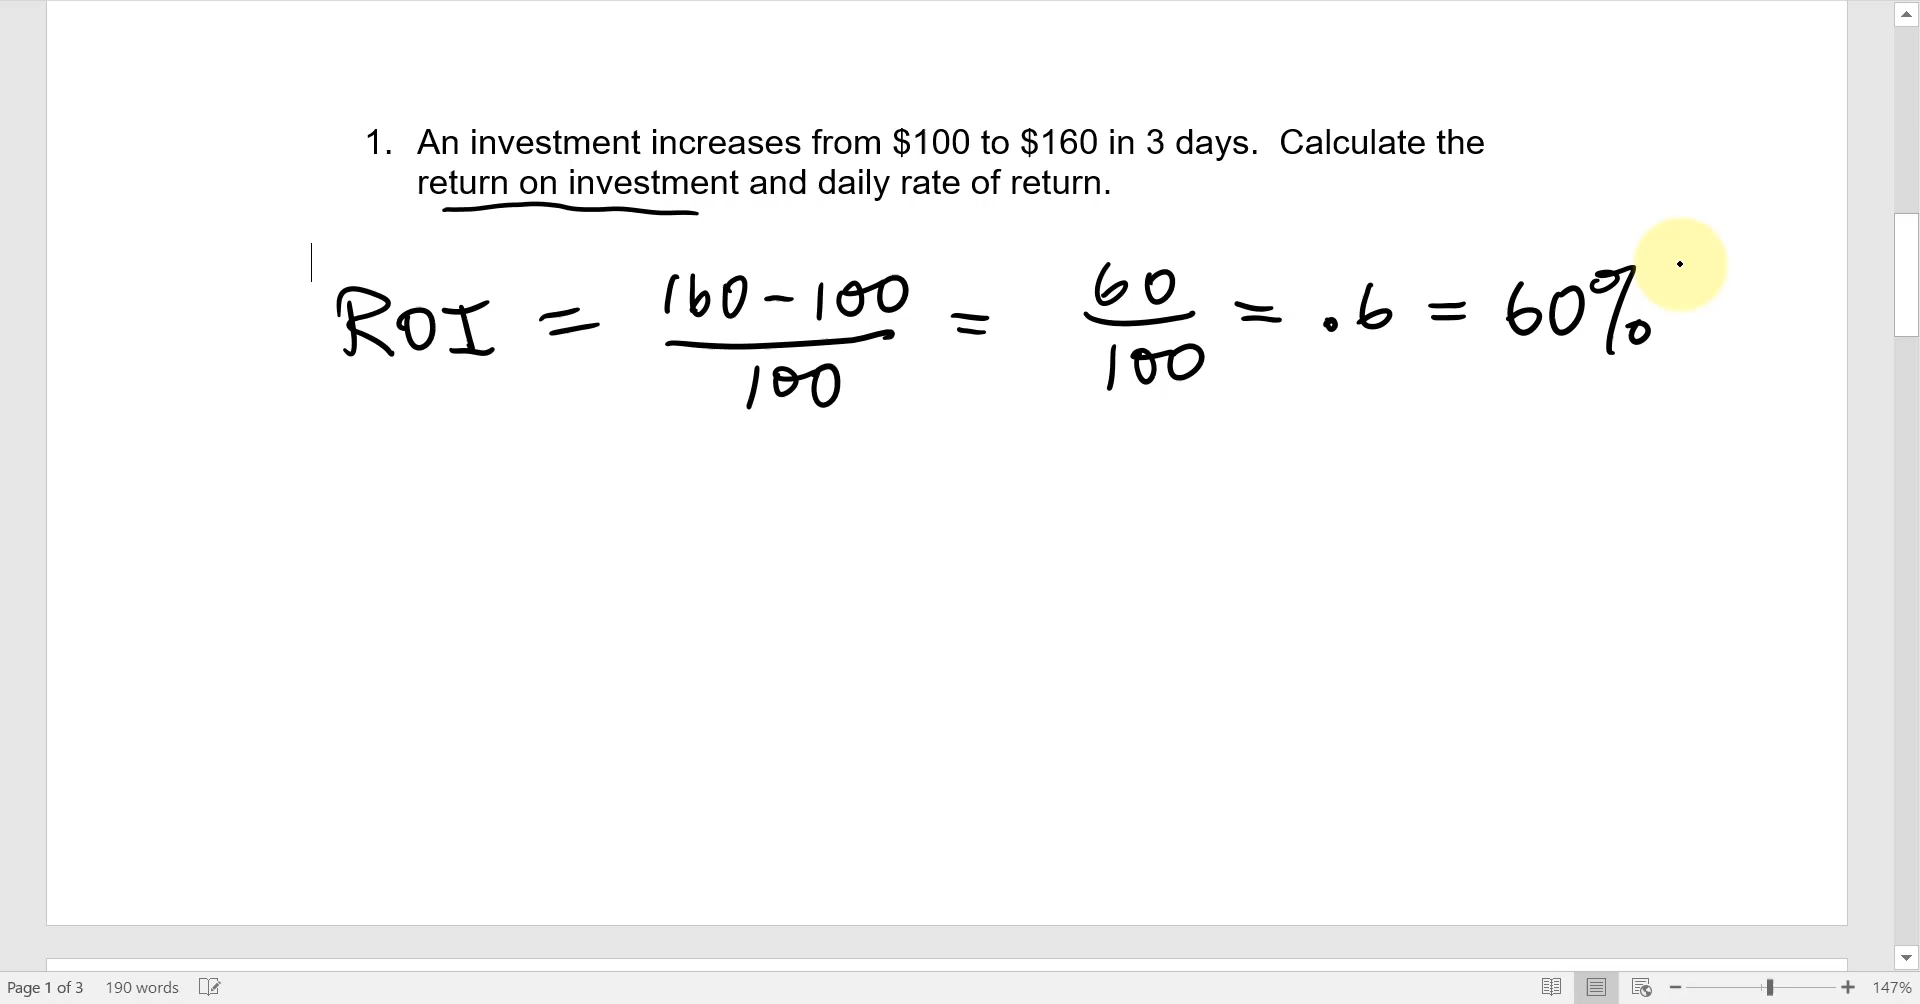 1. An investment increases from $100 to $160 in 3 days. Calculate the
return on investment and daily rate of return.
ROI = 160 - 100 / 100 = 60 / 100 = .6 = 60%
Page 1 of 3 190 words 147%